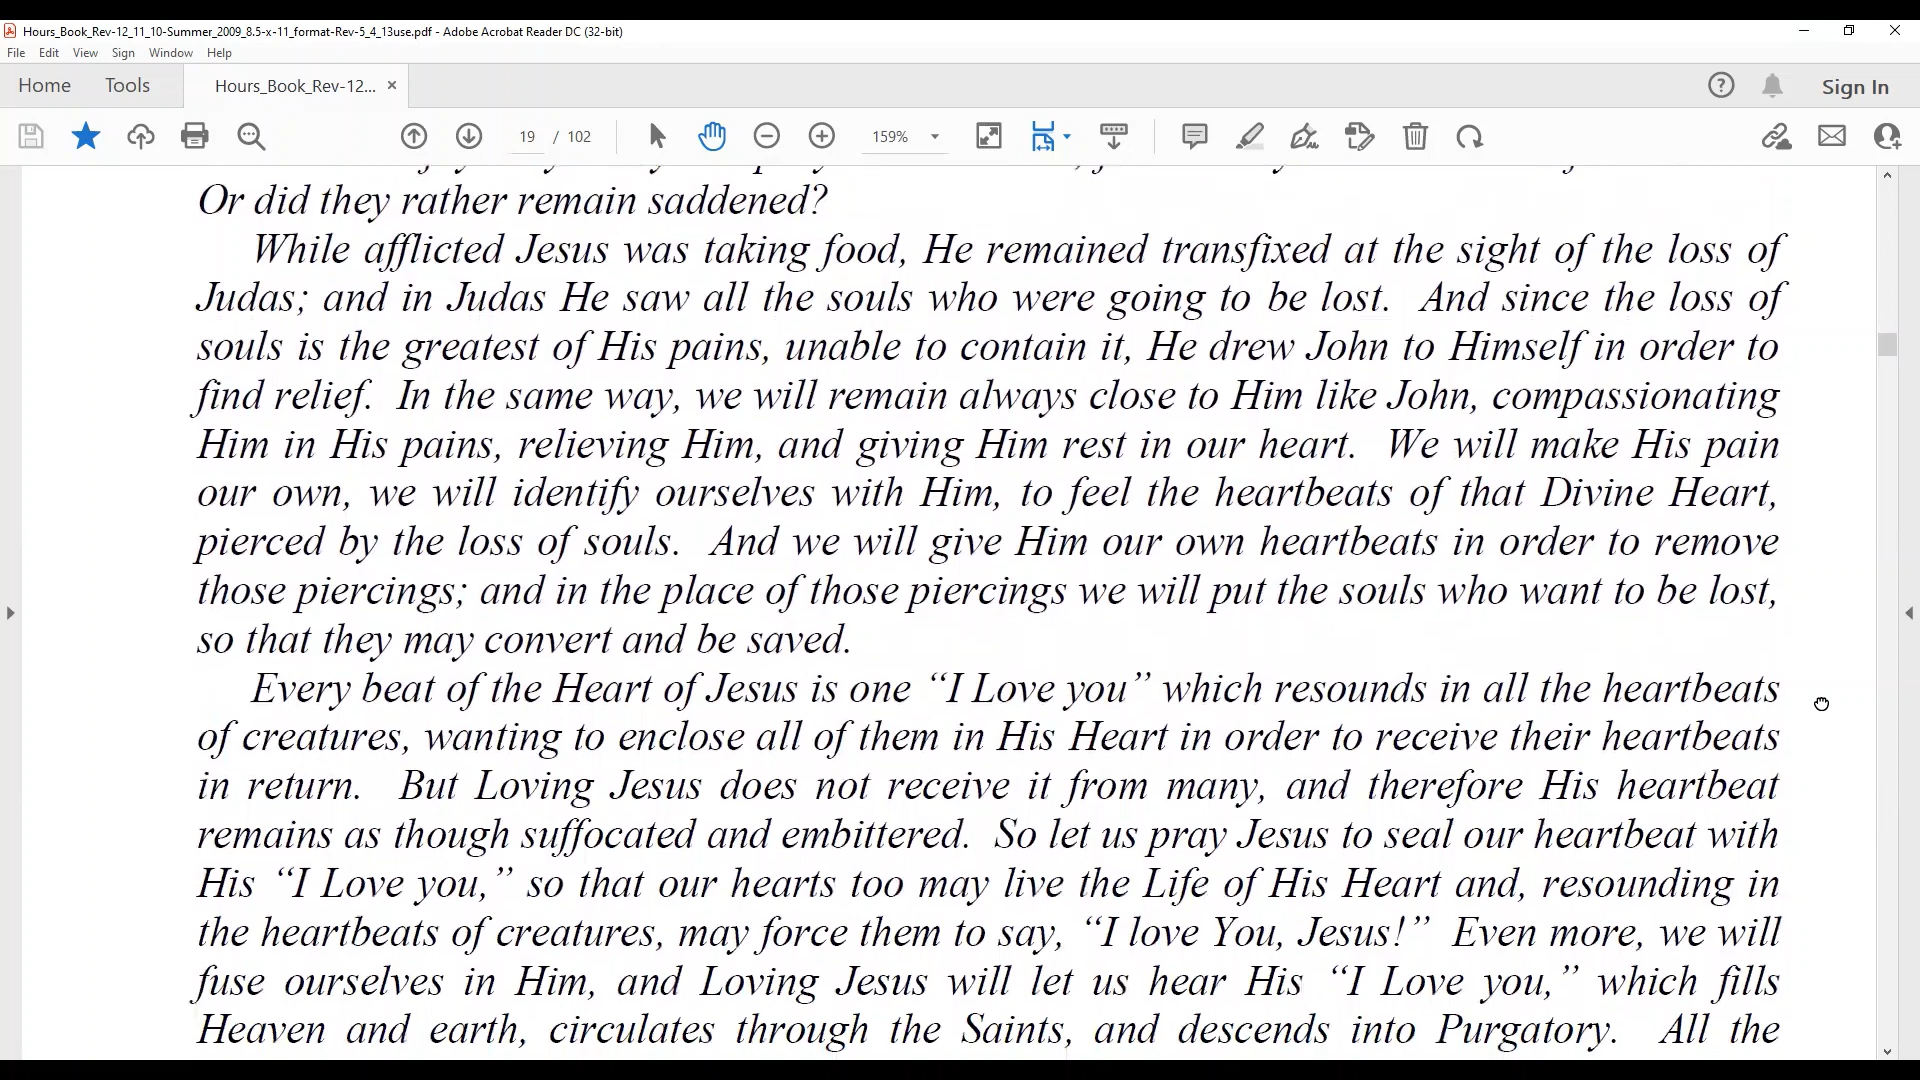 Hours_Book_Rev-12_11_10-Summer_2009_8.5-x-11_format-Rev-5_4_13use.pdf - Adobe Acrobat Reader DC (32-bit)
File Edit View Sign Window Help
Home Tools Hours_Book_Rev-12... × Sign In
19 / 102 159%
Or did they rather remain saddened?
While afflicted Jesus was taking food, He remained transfixed at the sight of the loss of
Judas; and in Judas He saw all the souls who were going to be lost. And since the loss of
souls is the greatest of His pains, unable to contain it, He drew John to Himself in order to
find relief. In the same way, we will remain always close to Him like John, compassionating
Him in His pains, relieving Him, and giving Him rest in our heart. We will make His pain
our own, we will identify ourselves with Him, to feel the heartbeats of that Divine Heart,
pierced by the loss of souls. And we will give Him our own heartbeats in order to remove
those piercings; and in the place of those piercings we will put the souls who want to be lost,
so that they may convert and be saved.
Every beat of the Heart of Jesus is one “I Love you” which resounds in all the heartbeats
of creatures, wanting to enclose all of them in His Heart in order to receive their heartbeats
in return. But Loving Jesus does not receive it from many, and therefore His heartbeat
remains as though suffocated and embittered. So let us pray Jesus to seal our heartbeat with
His “I Love you,” so that our hearts too may live the Life of His Heart and, resounding in
the heartbeats of creatures, may force them to say, “I love You, Jesus!” Even more, we will
fuse ourselves in Him, and Loving Jesus will let us hear His “I Love you,” which fills
Heaven and earth, circulates through the Saints, and descends into Purgatory. All the